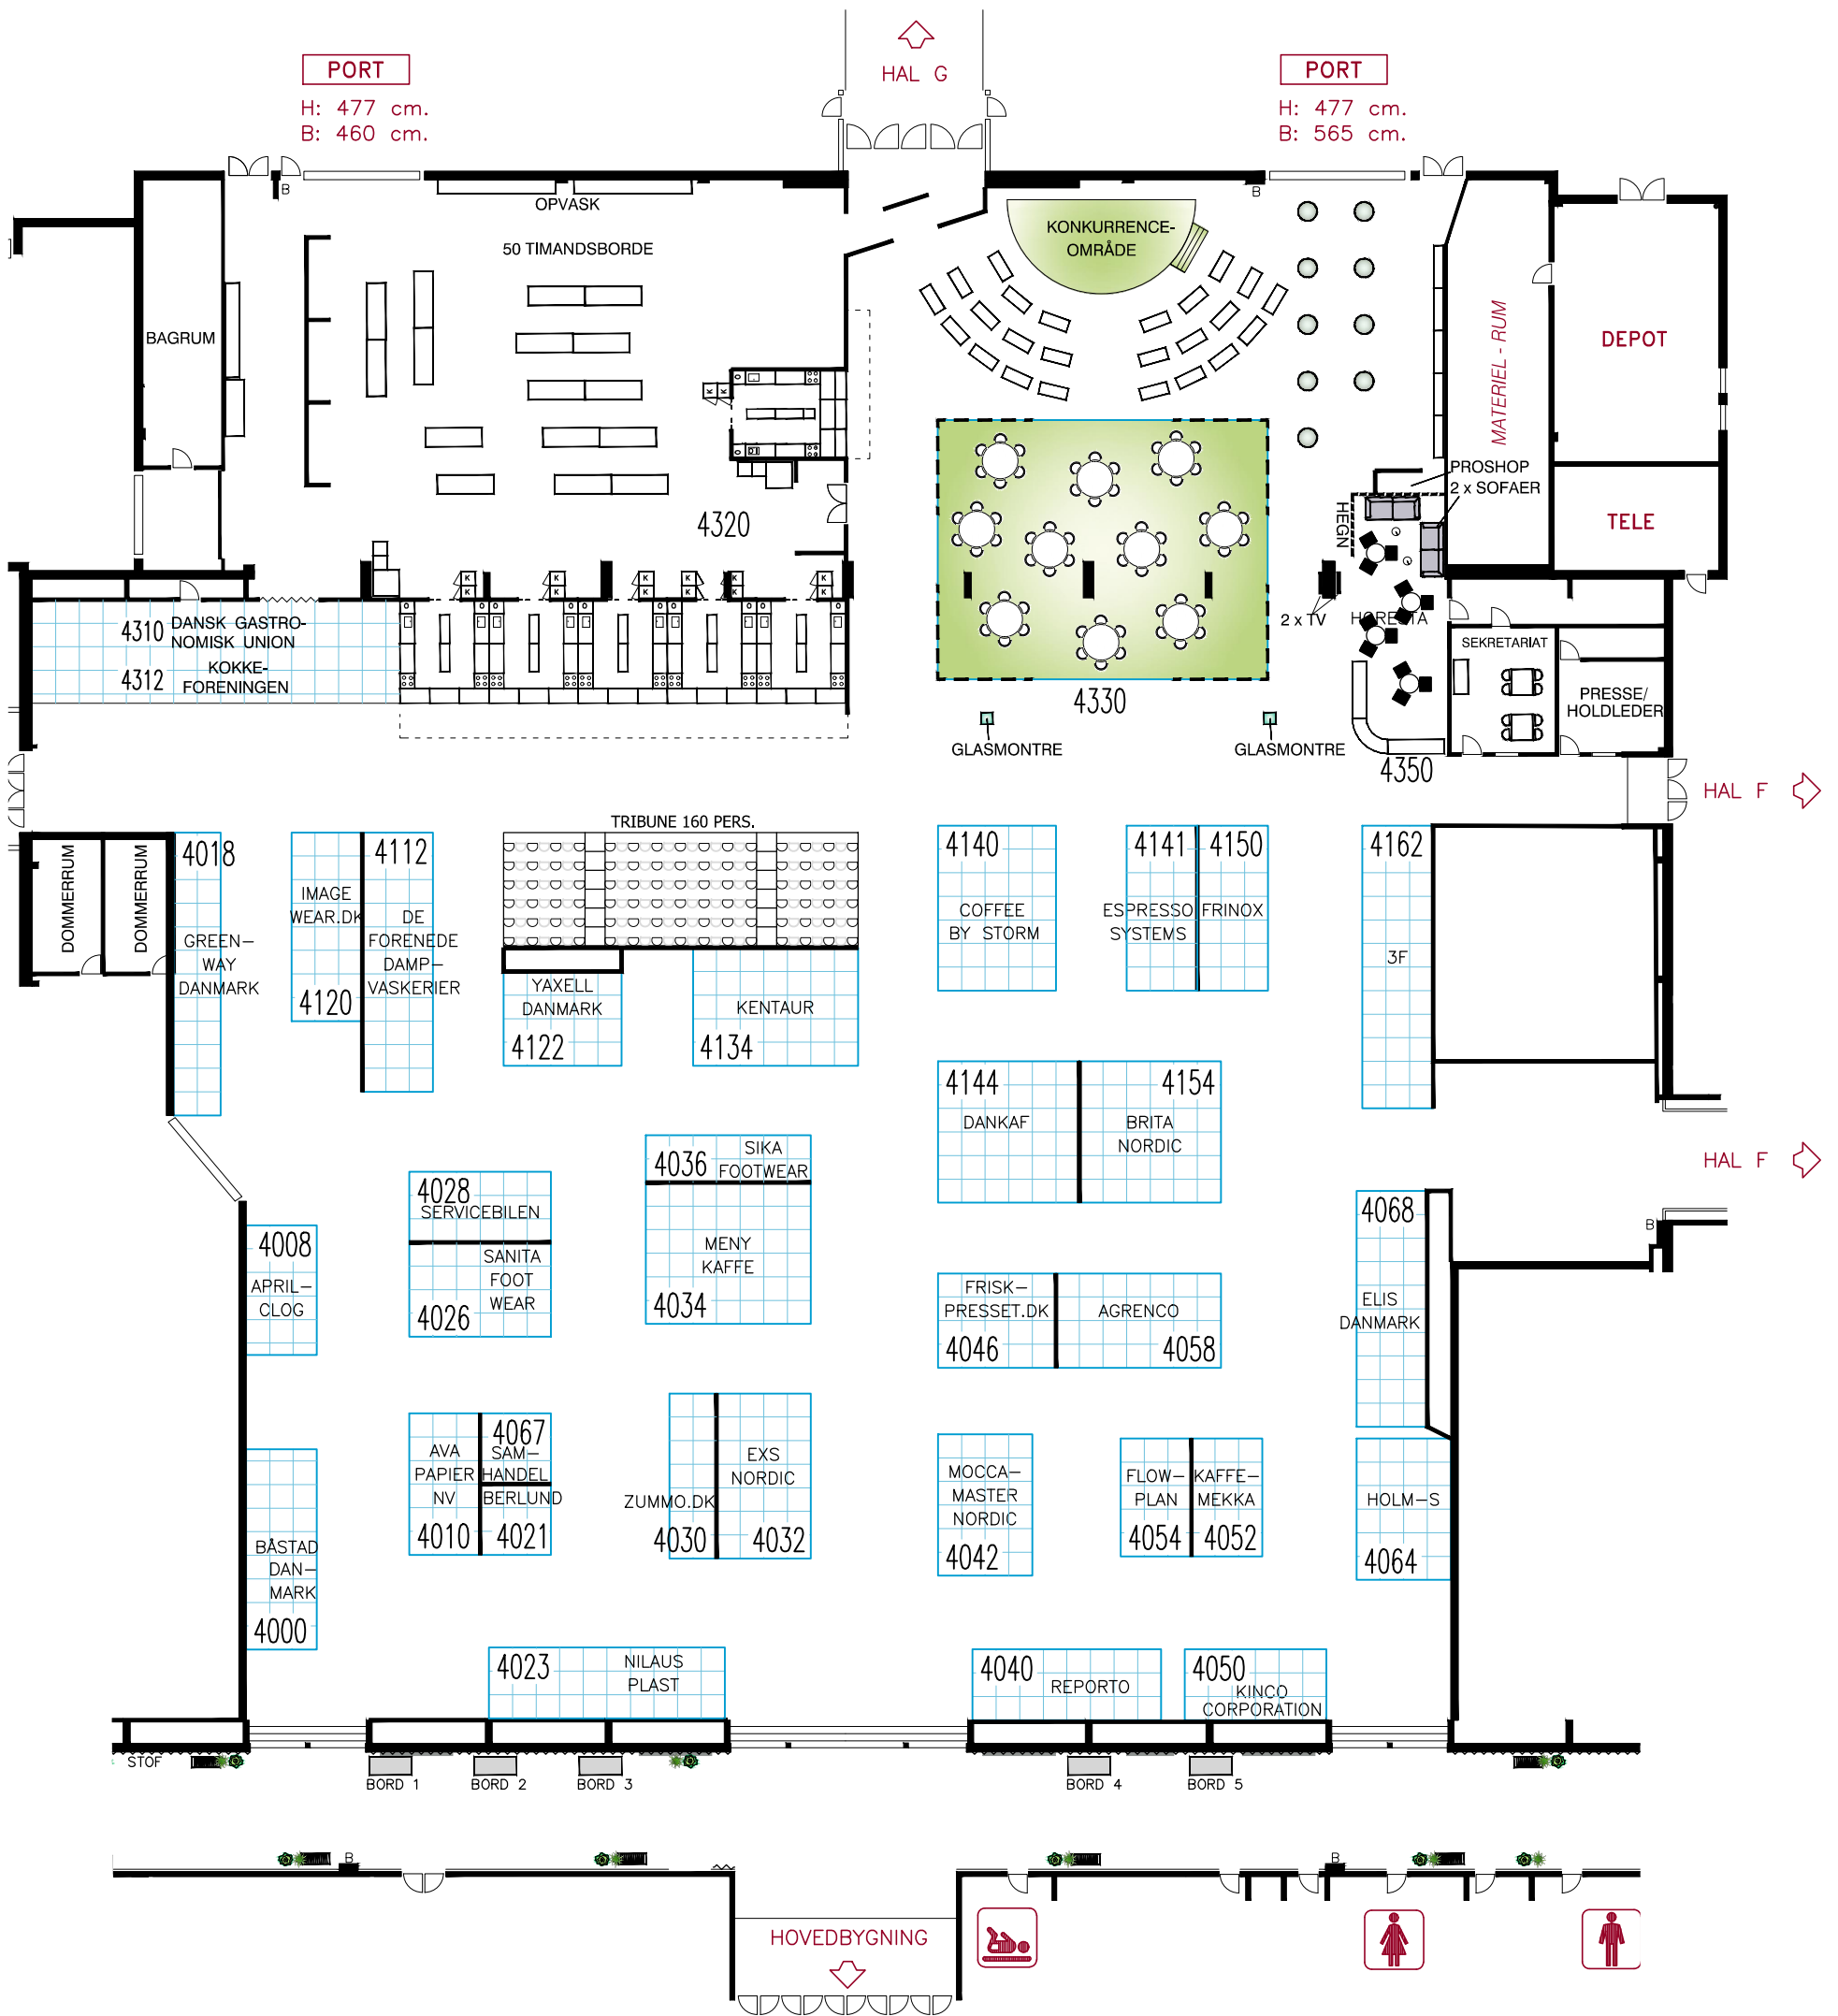 HAL G
PORT
H: 477 cm.
B: 460 cm.
PORT
H: 477 cm.
B: 565 cm.
B
OPVASK
50 TIMANDSBORDE
BAGRUM
B
KONKURRENCE-
OMRÅDE
MATERIEL - RUM
DEPOT
TELE
PROSHOP
2 x SOFAER
HEGN
4320
K
K
K
K
K
K
K
K
K
K
K
K
K
K
4310 DANSK GASTRO-
NOMISK UNION
4312 KOKKE-
FORENINGEN
2 x TV
HORESTA
SEKRETARIAT
PRESSE/
HOLDLEDER
4330
GLASMONTRE
GLASMONTRE
4350
HAL F
TRIBUNE 160 PERS.
DOMMERRUM
DOMMERRUM
4018
GREEN-
WAY
DANMARK
IMAGE
WEAR.DK
4120
4112
DE
FORENEDE
DAMP-
VASKERIER
YAXELL
DANMARK
4122
KENTAUR
4134
4140
COFFEE
BY STORM
4141
ESPRESSO
SYSTEMS
4150
FRINOX
4162
3F
4144
DANKAF
4154
BRITA
NORDIC
HAL F
4036
SIKA
FOOTWEAR
MENY
KAFFE
4034
4028
SERVICEBILEN
SANITA
FOOT
WEAR
4026
4008
APRIL-
CLOG
4068
ELIS
DANMARK
B
FRISK-
PRESSET.DK
4046
AGRENCO
4058
AVA
PAPIER
NV
4010
4067
SAM-
HANDEL
BERLUND
4021
ZUMMO.DK
4030
EXS
NORDIC
4032
MOCCA-
MASTER
NORDIC
4042
FLOW-
PLAN
4054
KAFFE-
MEKKA
4052
HOLM-S
4064
BÅSTAD
DAN-
MARK
4000
4023
NILAUS
PLAST
4040
REPORTO
4050
KINCO
CORPORATION
STOF
BORD 1
BORD 2
BORD 3
BORD 4
BORD 5
B
B
HOVEDBYGNING